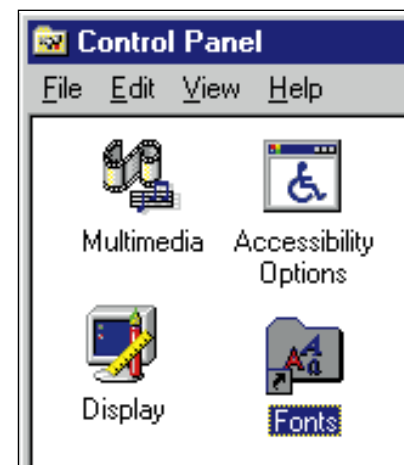 Control Panel
File Edit View Help
Multimedia
Accessibility
Options
Display
Fonts